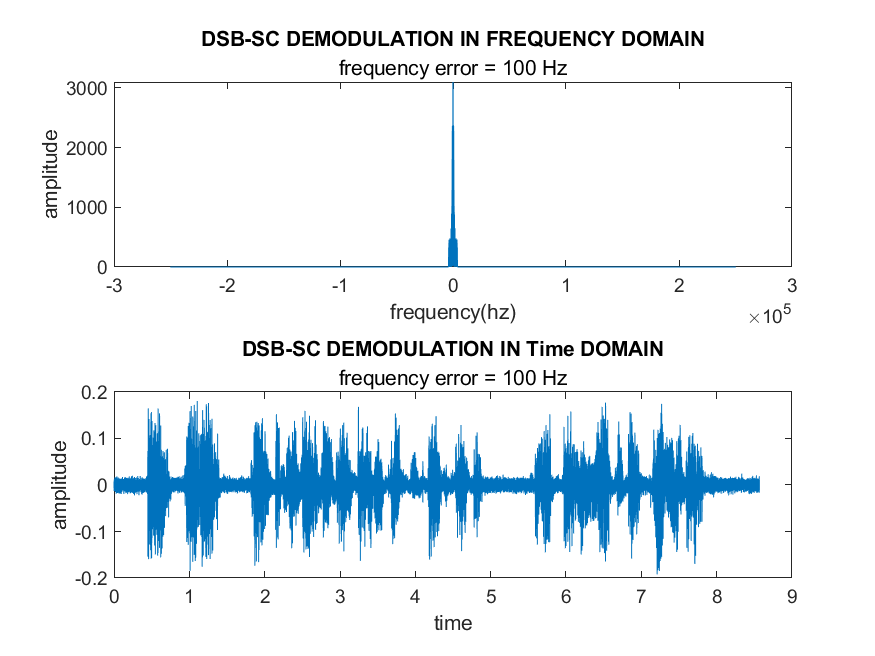 DSB-SC DEMODULATION IN FREQUENCY DOMAIN
frequency error = 100 Hz
3000
2000
1000
0
amplitude
-3 -2 -1 0 1 2 3
frequency(hz)
×10^5
DSB-SC DEMODULATION IN Time DOMAIN
frequency error = 100 Hz
0.2
0.1
0
-0.1
-0.2
amplitude
0 1 2 3 4 5 6 7 8 9
time